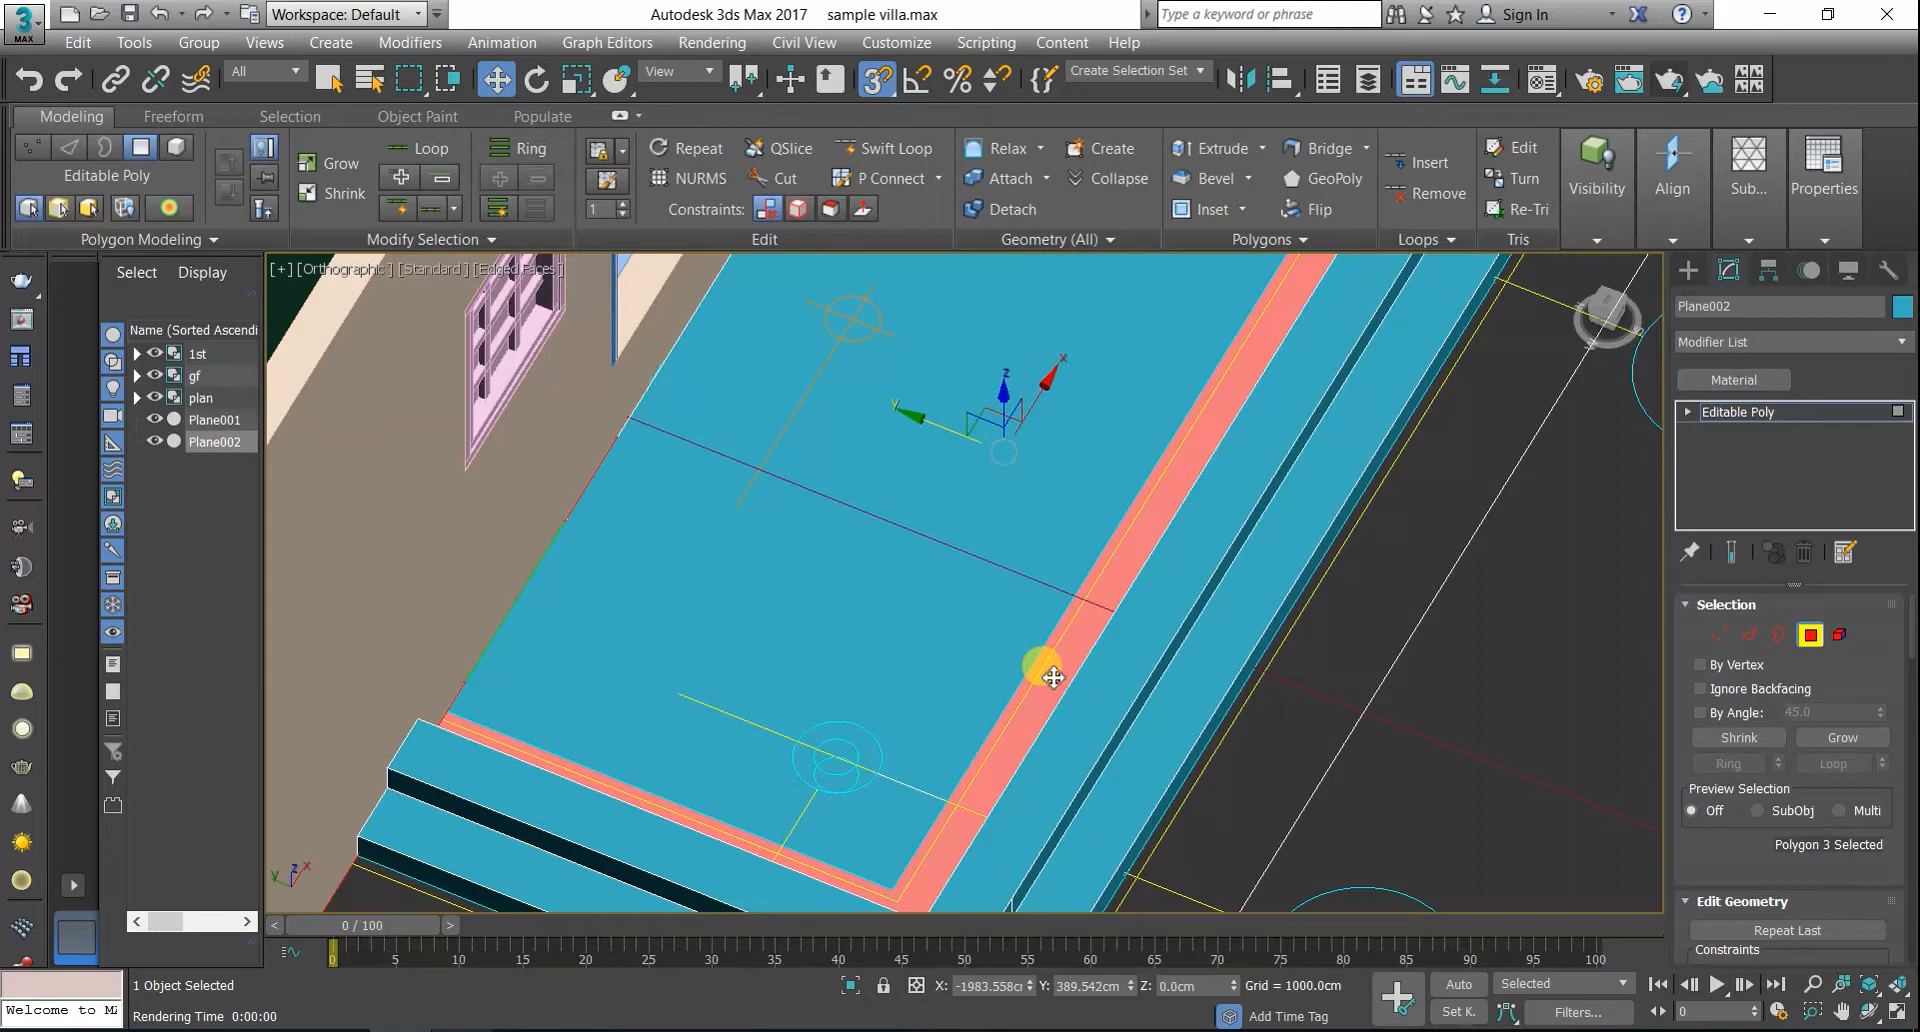 Workspace: Default
Autodesk 3ds Max 2017 sample villa.max
Type a keyword or phrase
Sign In
Edit Tools Group Views Create Modifiers Animation Graph Editors Rendering Civil View Customize Scripting Content Help
All
View
Create Selection Set
Modeling Freeform Selection Object Paint Populate
Loop Ring Repeat QSlice Swift Loop Relax Create Extrude Bridge Insert Edit
Grow
Editable Poly Shrink NURMS Cut P Connect Attach Collapse Bevel GeoPoly Remove Turn Visibility Align Sub... Properties
1 Constraints: Detach Inset Flip Re-Tri
Polygon Modeling Modify Selection Edit Geometry (All) Polygons Loops Tris
Select Display
[+] [Orthographic] [Standard] [Edged Faces]
Name (Sorted Ascendi
1st
gf
plan
Plane001
Plane002
x
y
z
Plane002
Modifier List
Material
Editable Poly
Selection
By Vertex
Ignore Backfacing
By Angle: 45.0
Shrink Grow
Ring Loop
Preview Selection
Off SubObj Multi
Polygon 3 Selected
Edit Geometry
Repeat Last
Constraints
0 / 100
0 5 10 15 20 25 30 35 40 45 50 55 60 65 70 75 80 85 90 95 100
1 Object Selected
X: -1983.558cm Y: 389.542cm Z: 0.0cm Grid = 1000.0cm
Auto Selected
Welcome to MA
Rendering Time 0:00:00
Add Time Tag
Set K. Filters...
0